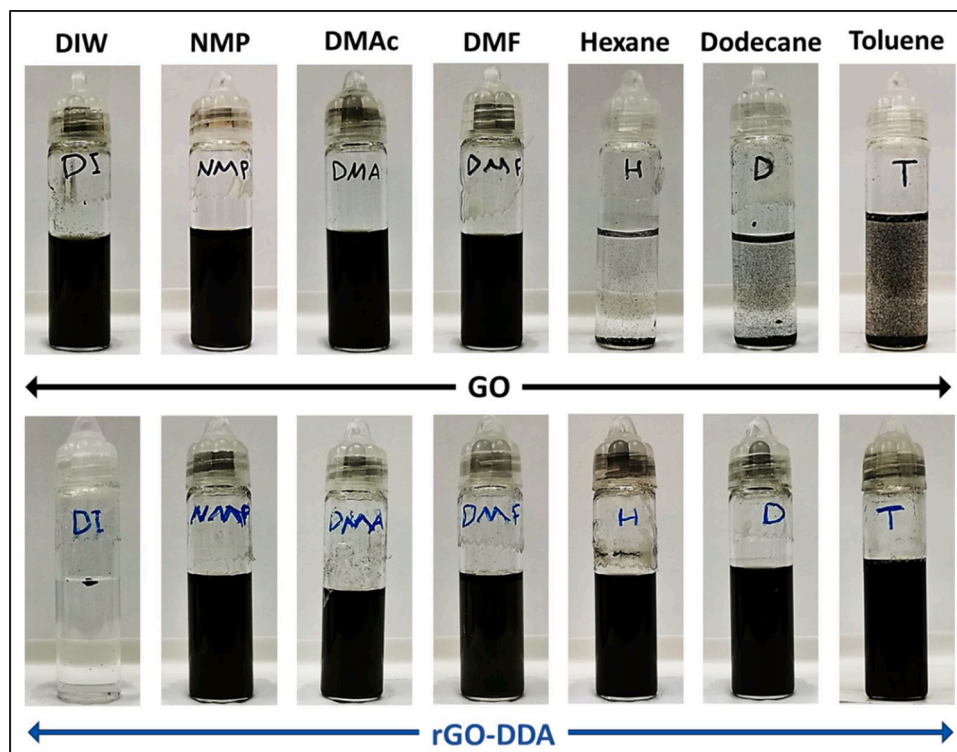 DIW NMP DMAc DMF Hexane Dodecane Toluene
DI NMP DMA DMF H D T
GO
DI NMP DMA DMF H D T
rGO-DDA